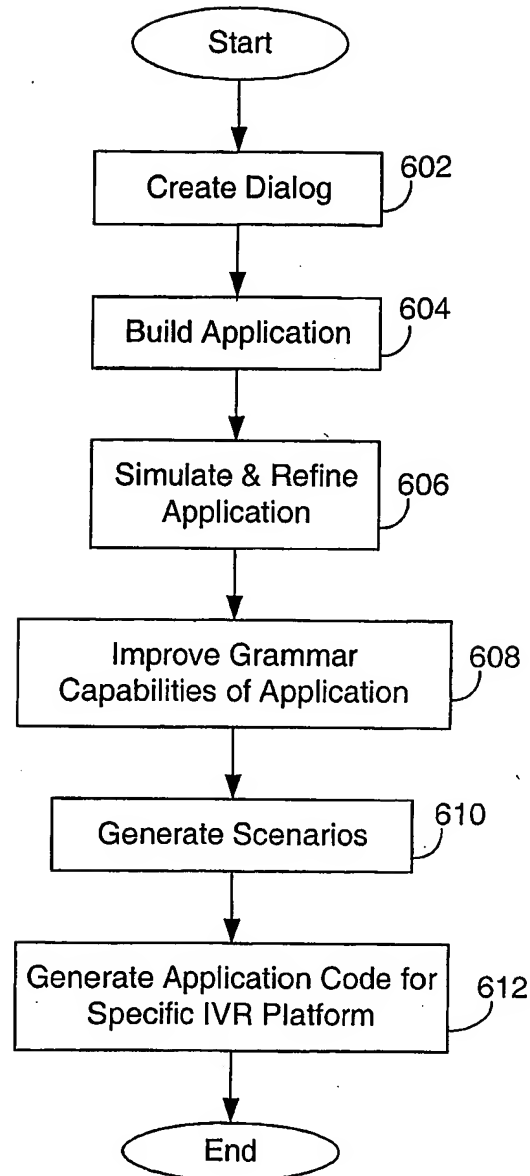 Start
Create Dialog
602
Build Application
604
Simulate & Refine
Application
606
Improve Grammar
Capabilities of Application
608
Generate Scenarios
610
Generate Application Code for
Specific IVR Platform
612
End